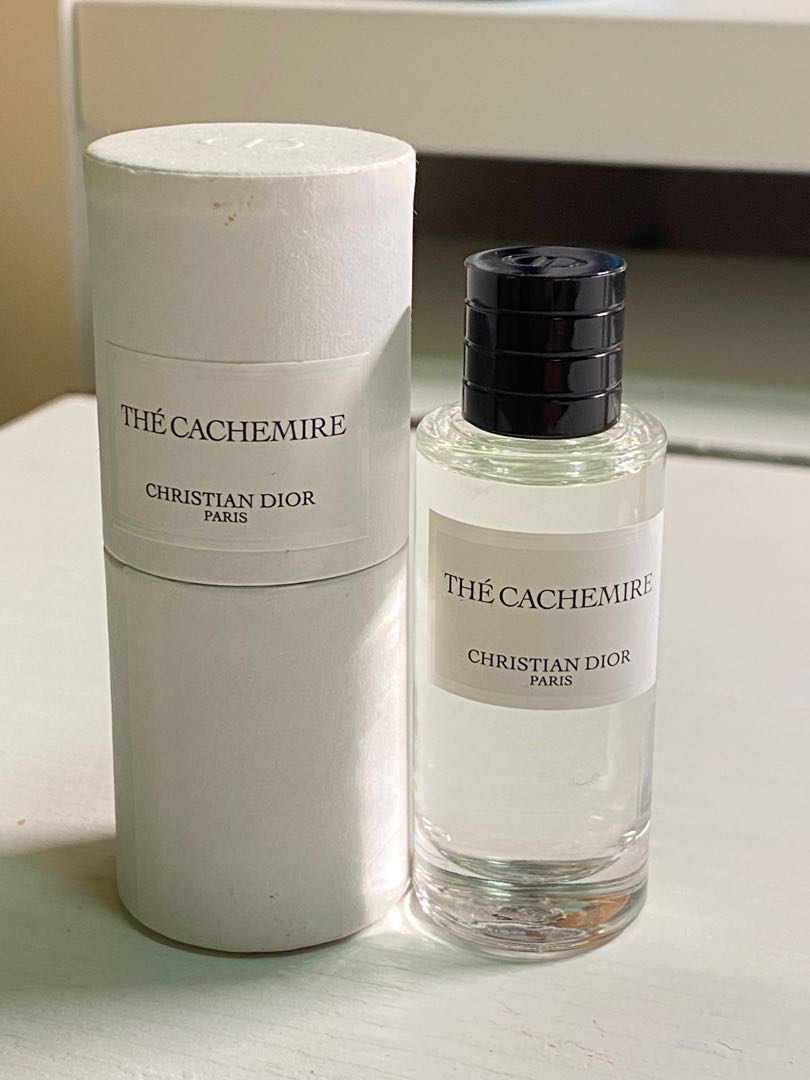 THÉ CACHEMIRE
CHRISTIAN DIOR
PARIS
THÉ CACHEMIRE
CHRISTIAN DIOR
PARIS